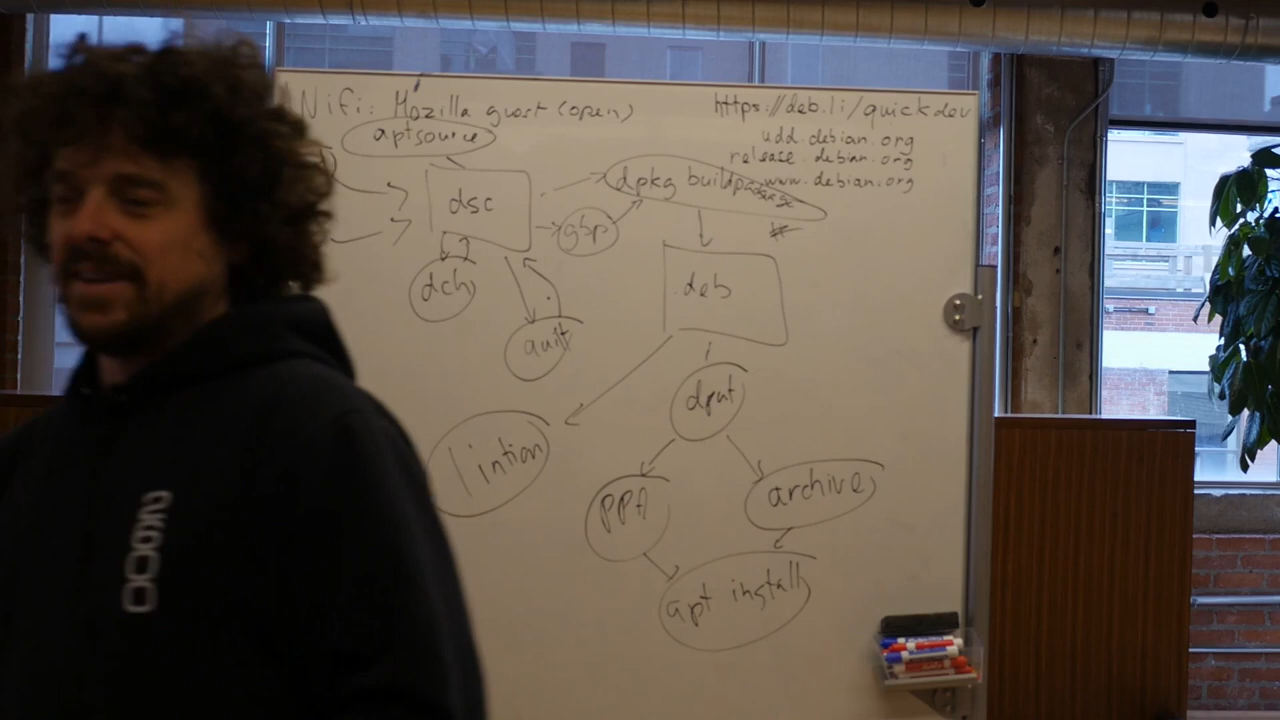 Nifi: Mozilla guest (open)
https://deb.li/quickdev
aptsource
udd.debian.org
release.debian.org
www.debian.org
dpkg buildpackage
dsc
gbp
*
dch
deb
quilt
dput
lintian
PPA
archive
apt install